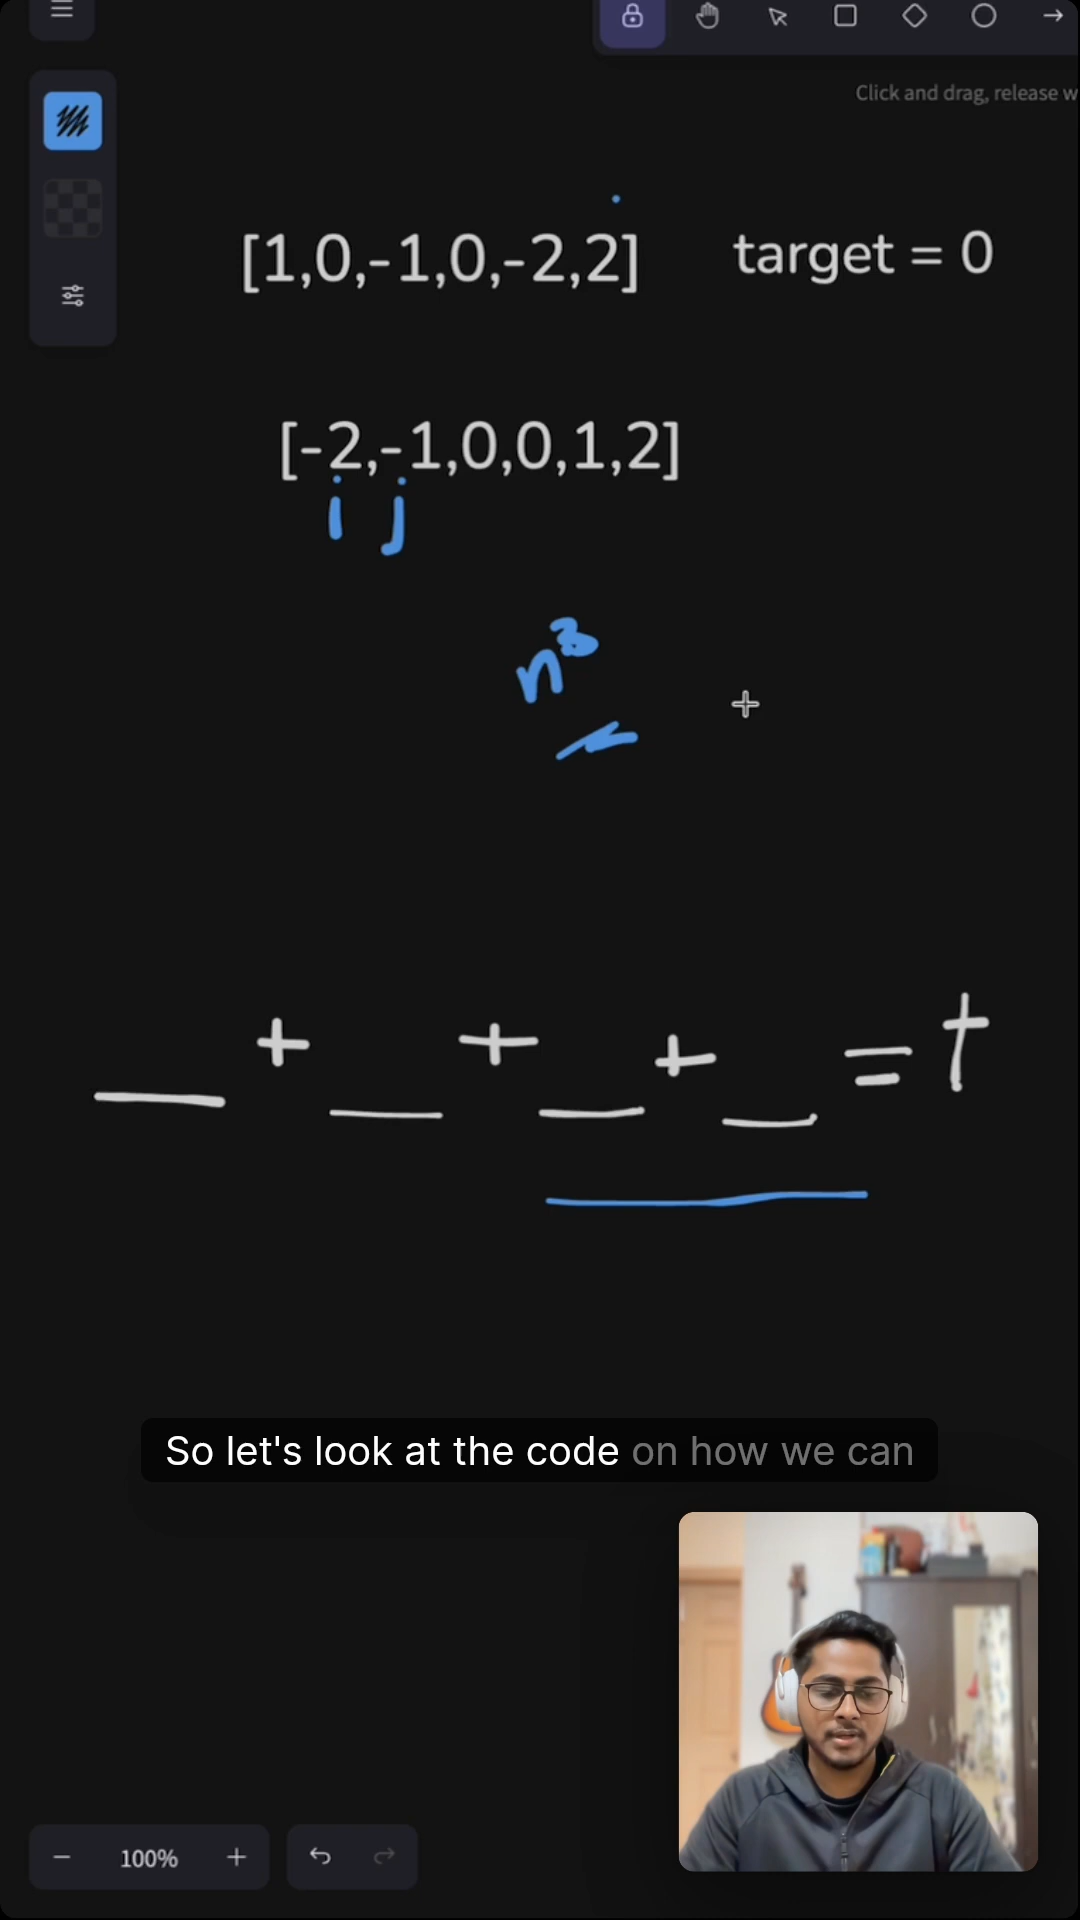 Click and drag, release w
[1,0,-1,0,-2,2] target = 0
[-2,-1,0,0,1,2]
i j
n³
+ + + = t
So let's look at the code on how we can
100%